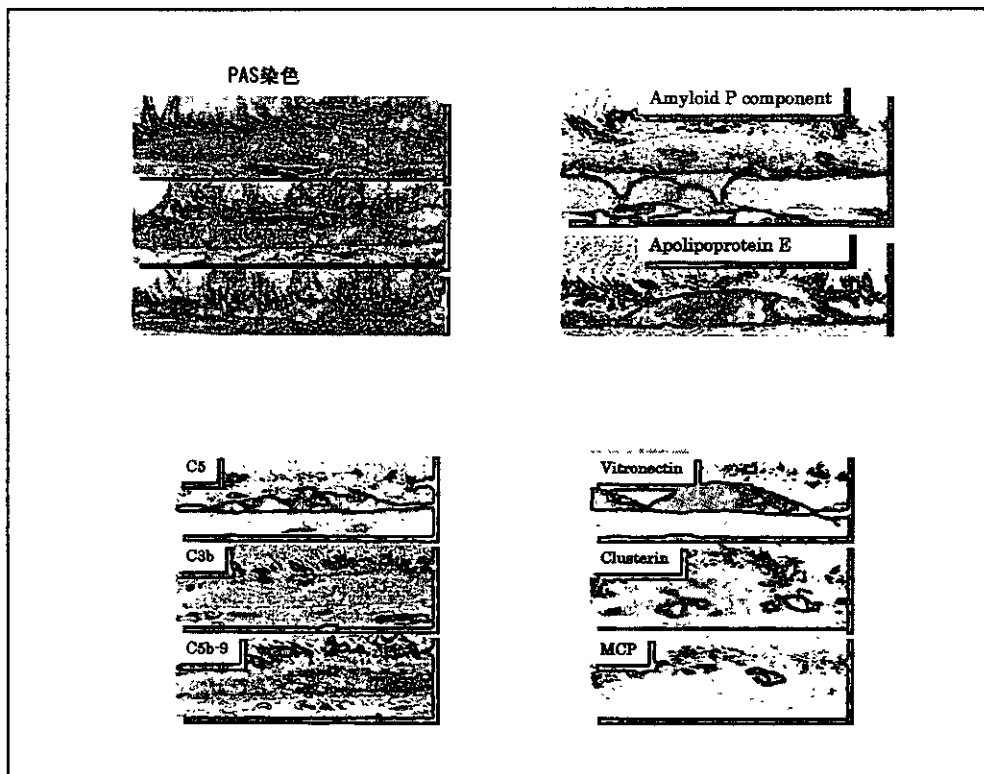 PAS染色
Amyloid P component
Apolipoprotein E
C5
C3b
C5b-9
Vitronectin
Clusterin
MCP